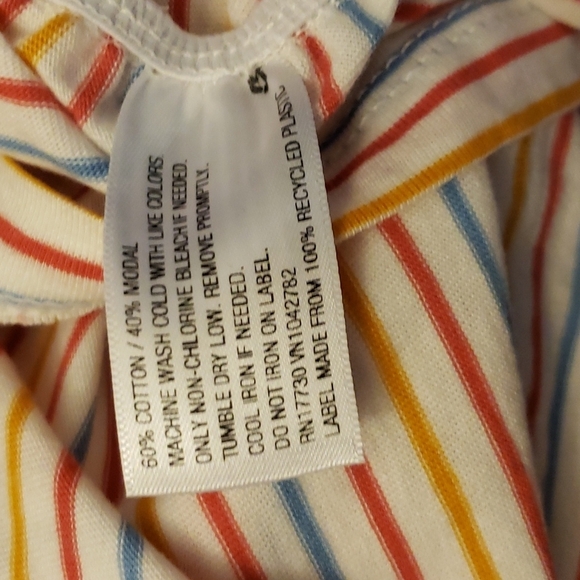 60% COTTON / 40% MODAL
MACHINE WASH COLD WITH LIKE COLORS
ONLY NON-CHLORINE BLEACH IF NEEDED.
TUMBLE DRY LOW. REMOVE PROMPTLY.
COOL IRON IF NEEDED.
DO NOT IRON ON LABEL.
RN17730 VN1042782
LABEL MADE FROM 100% RECYCLED PLASTIC